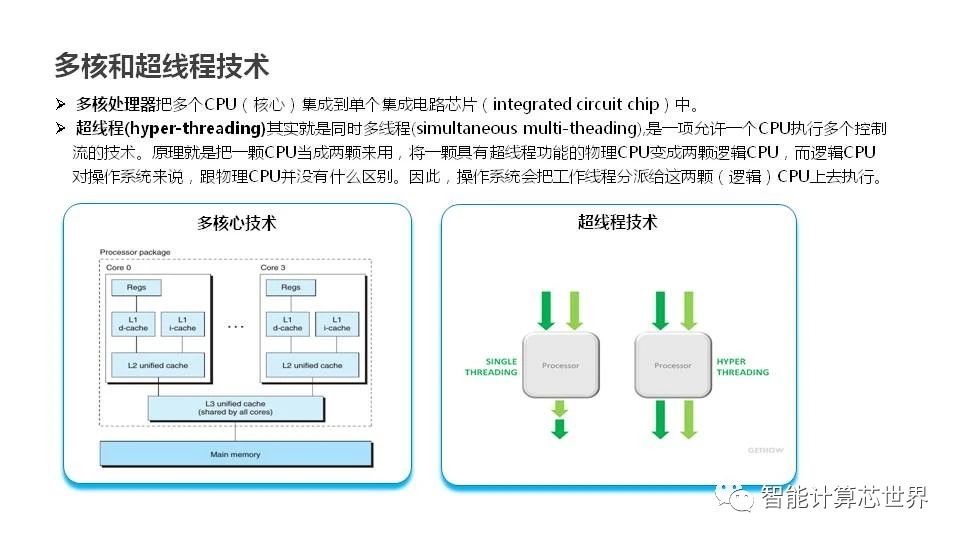 多核和超线程技术
➢ 多核处理器把多个CPU（核心）集成到单个集成电路芯片（integrated circuit chip）中。
➢ 超线程(hyper-threading)其实就是同时多线程(simultaneous multi-theading),是一项允许一个CPU执行多个控制
流的技术。原理就是把一颗CPU当成两颗来用，将一颗具有超线程功能的物理CPU变成两颗逻辑CPU，而逻辑CPU
对操作系统来说，跟物理CPU并没有什么区别。因此，操作系统会把工作线程分派给这两颗（逻辑）CPU上去执行。
多核心技术
Processor package
Core 0
Core 3
Regs
Regs
L1
d-cache
L1
i-cache
...
L1
d-cache
L1
i-cache
L2 unified cache
L2 unified cache
L3 unified cache
(shared by all cores)
Main memory
超线程技术
SINGLE
THREADING
Processor
Processor
HYPER
THREADING
GETHOW
智能计算芯世界